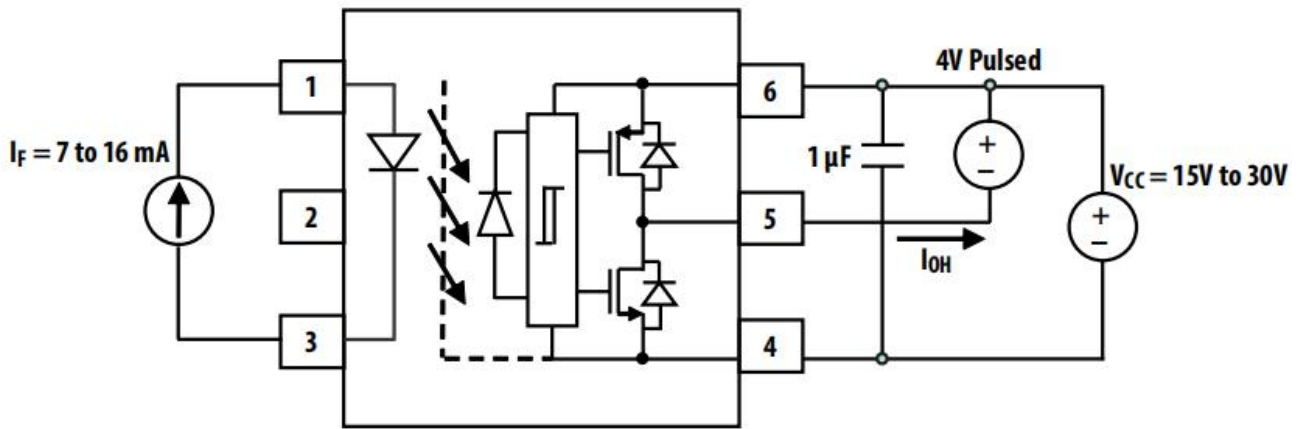 4V Pulsed
1
6
I_F = 7 to 16 mA
1 µF
+
−
V_CC = 15V to 30V
2
5
+
−
I_OH
3
4